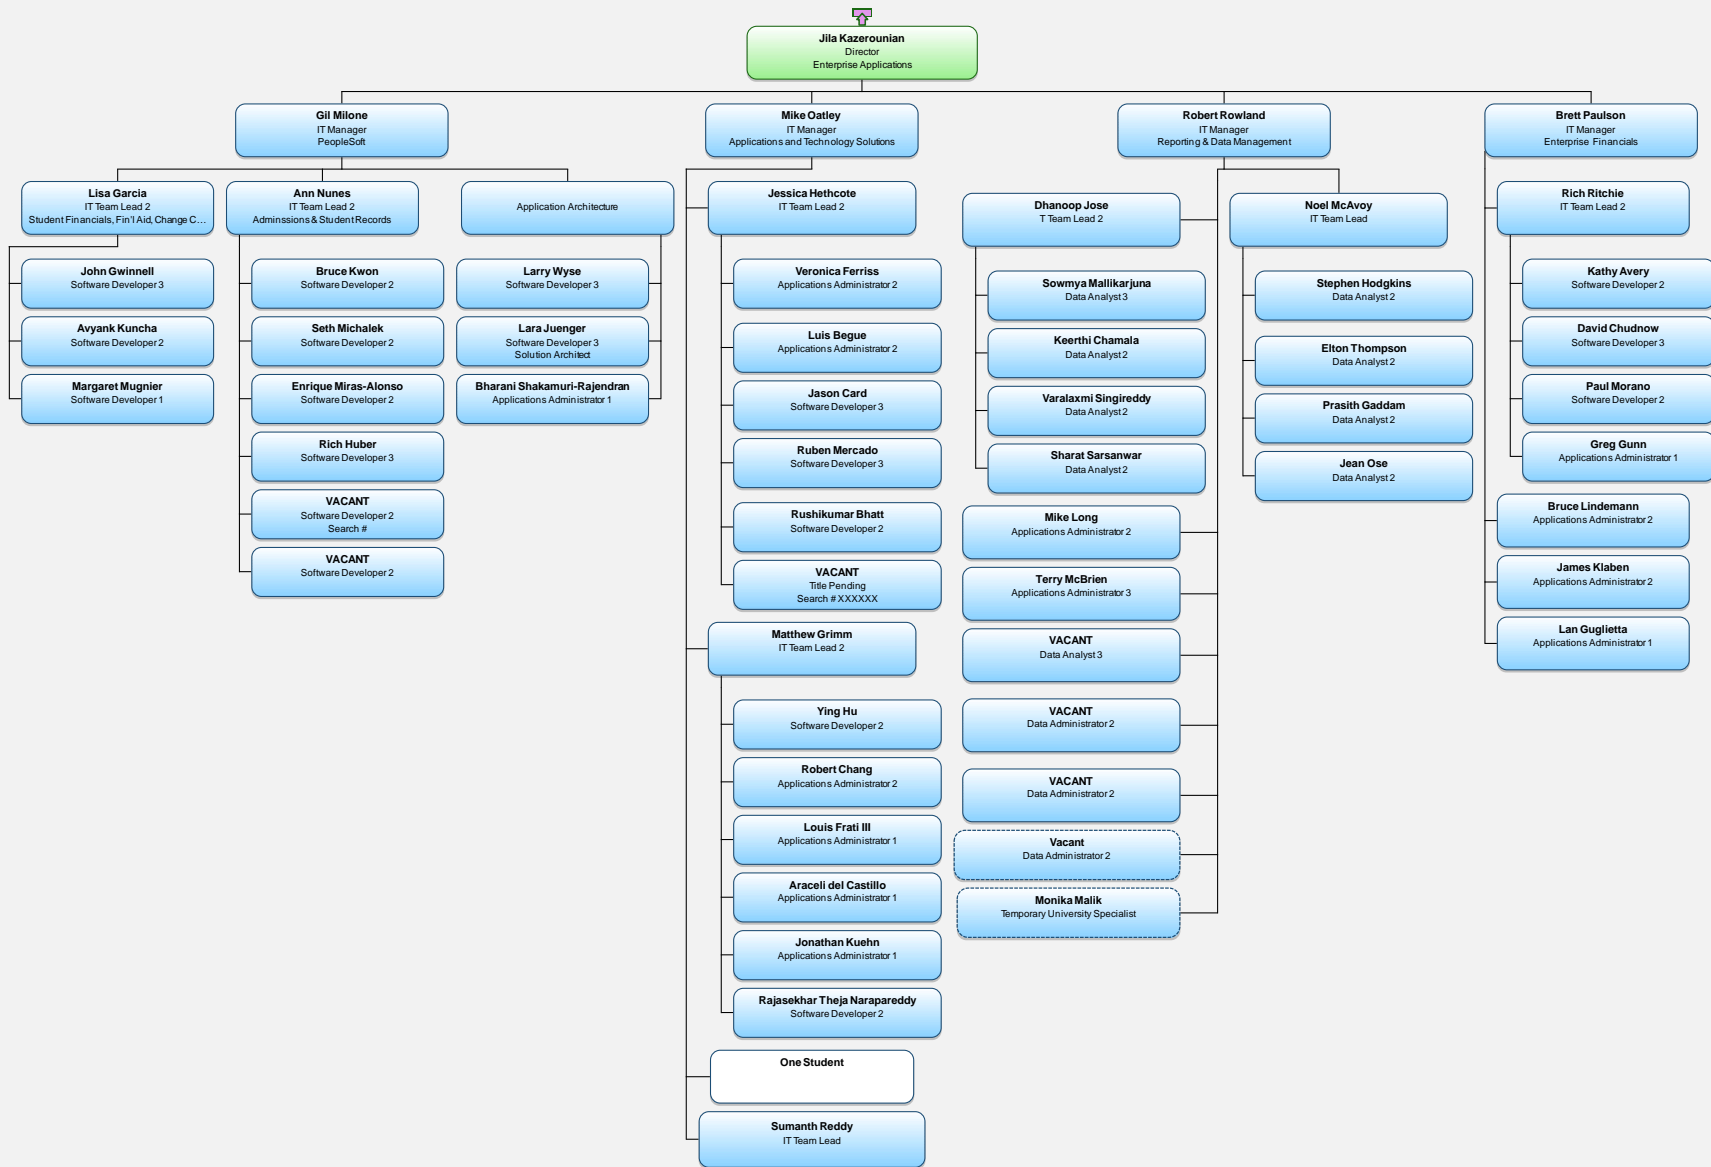 Jila Kazerounian
Director
Enterprise Applications
Gil Milone
IT Manager
PeopleSoft
Mike Oatley
IT Manager
Applications and Technology Solutions
Robert Rowland
IT Manager
Reporting & Data Management
Brett Paulson
IT Manager
Enterprise Financials
Lisa Garcia
IT Team Lead 2
Student Financials, Fin'l Aid, Change C...
John Gwinnell
Software Developer 3
Avyank Kuncha
Software Developer 2
Margaret Mugnier
Software Developer 1
Ann Nunes
IT Team Lead 2
Adminssions & Student Records
Bruce Kwon
Software Developer 2
Seth Michalek
Software Developer 2
Enrique Miras-Alonso
Software Developer 2
Rich Huber
Software Developer 3
VACANT
Software Developer 2
Search #
VACANT
Software Developer 2
Application Architecture
Larry Wyse
Software Developer 3
Lara Juenger
Software Developer 3
Solution Architect
Bharani Shakamuri-Rajendran
Applications Administrator 1
Jessica Hethcote
IT Team Lead 2
Veronica Ferriss
Applications Administrator 2
Luis Begue
Applications Administrator 2
Jason Card
Software Developer 3
Ruben Mercado
Software Developer 3
Rushikumar Bhatt
Software Developer 2
VACANT
Title Pending
Search # XXXXXX
Matthew Grimm
IT Team Lead 2
Ying Hu
Software Developer 2
Robert Chang
Applications Administrator 2
Louis Frati III
Applications Administrator 1
Araceli del Castillo
Applications Administrator 1
Jonathan Kuehn
Applications Administrator 1
Rajasekhar Theja Narapareddy
Software Developer 2
One Student
Sumanth Reddy
IT Team Lead
Dhanoop Jose
T Team Lead 2
Sowmya Mallikarjuna
Data Analyst 3
Keerthi Chamala
Data Analyst 2
Varalaxmi Singireddy
Data Analyst 2
Sharat Sarsanwar
Data Analyst 2
Mike Long
Applications Administrator 2
Terry McBrien
Applications Administrator 3
VACANT
Data Analyst 3
VACANT
Data Administrator 2
VACANT
Data Administrator 2
Vacant
Data Administrator 2
Monika Malik
Temporary University Specialist
Noel McAvoy
IT Team Lead
Stephen Hodgkins
Data Analyst 2
Elton Thompson
Data Analyst 2
Prasith Gaddam
Data Analyst 2
Jean Ose
Data Analyst 2
Rich Ritchie
IT Team Lead 2
Kathy Avery
Software Developer 2
David Chudnow
Software Developer 3
Paul Morano
Software Developer 2
Greg Gunn
Applications Administrator 1
Bruce Lindemann
Applications Administrator 2
James Klaben
Applications Administrator 2
Lan Guglietta
Applications Administrator 1